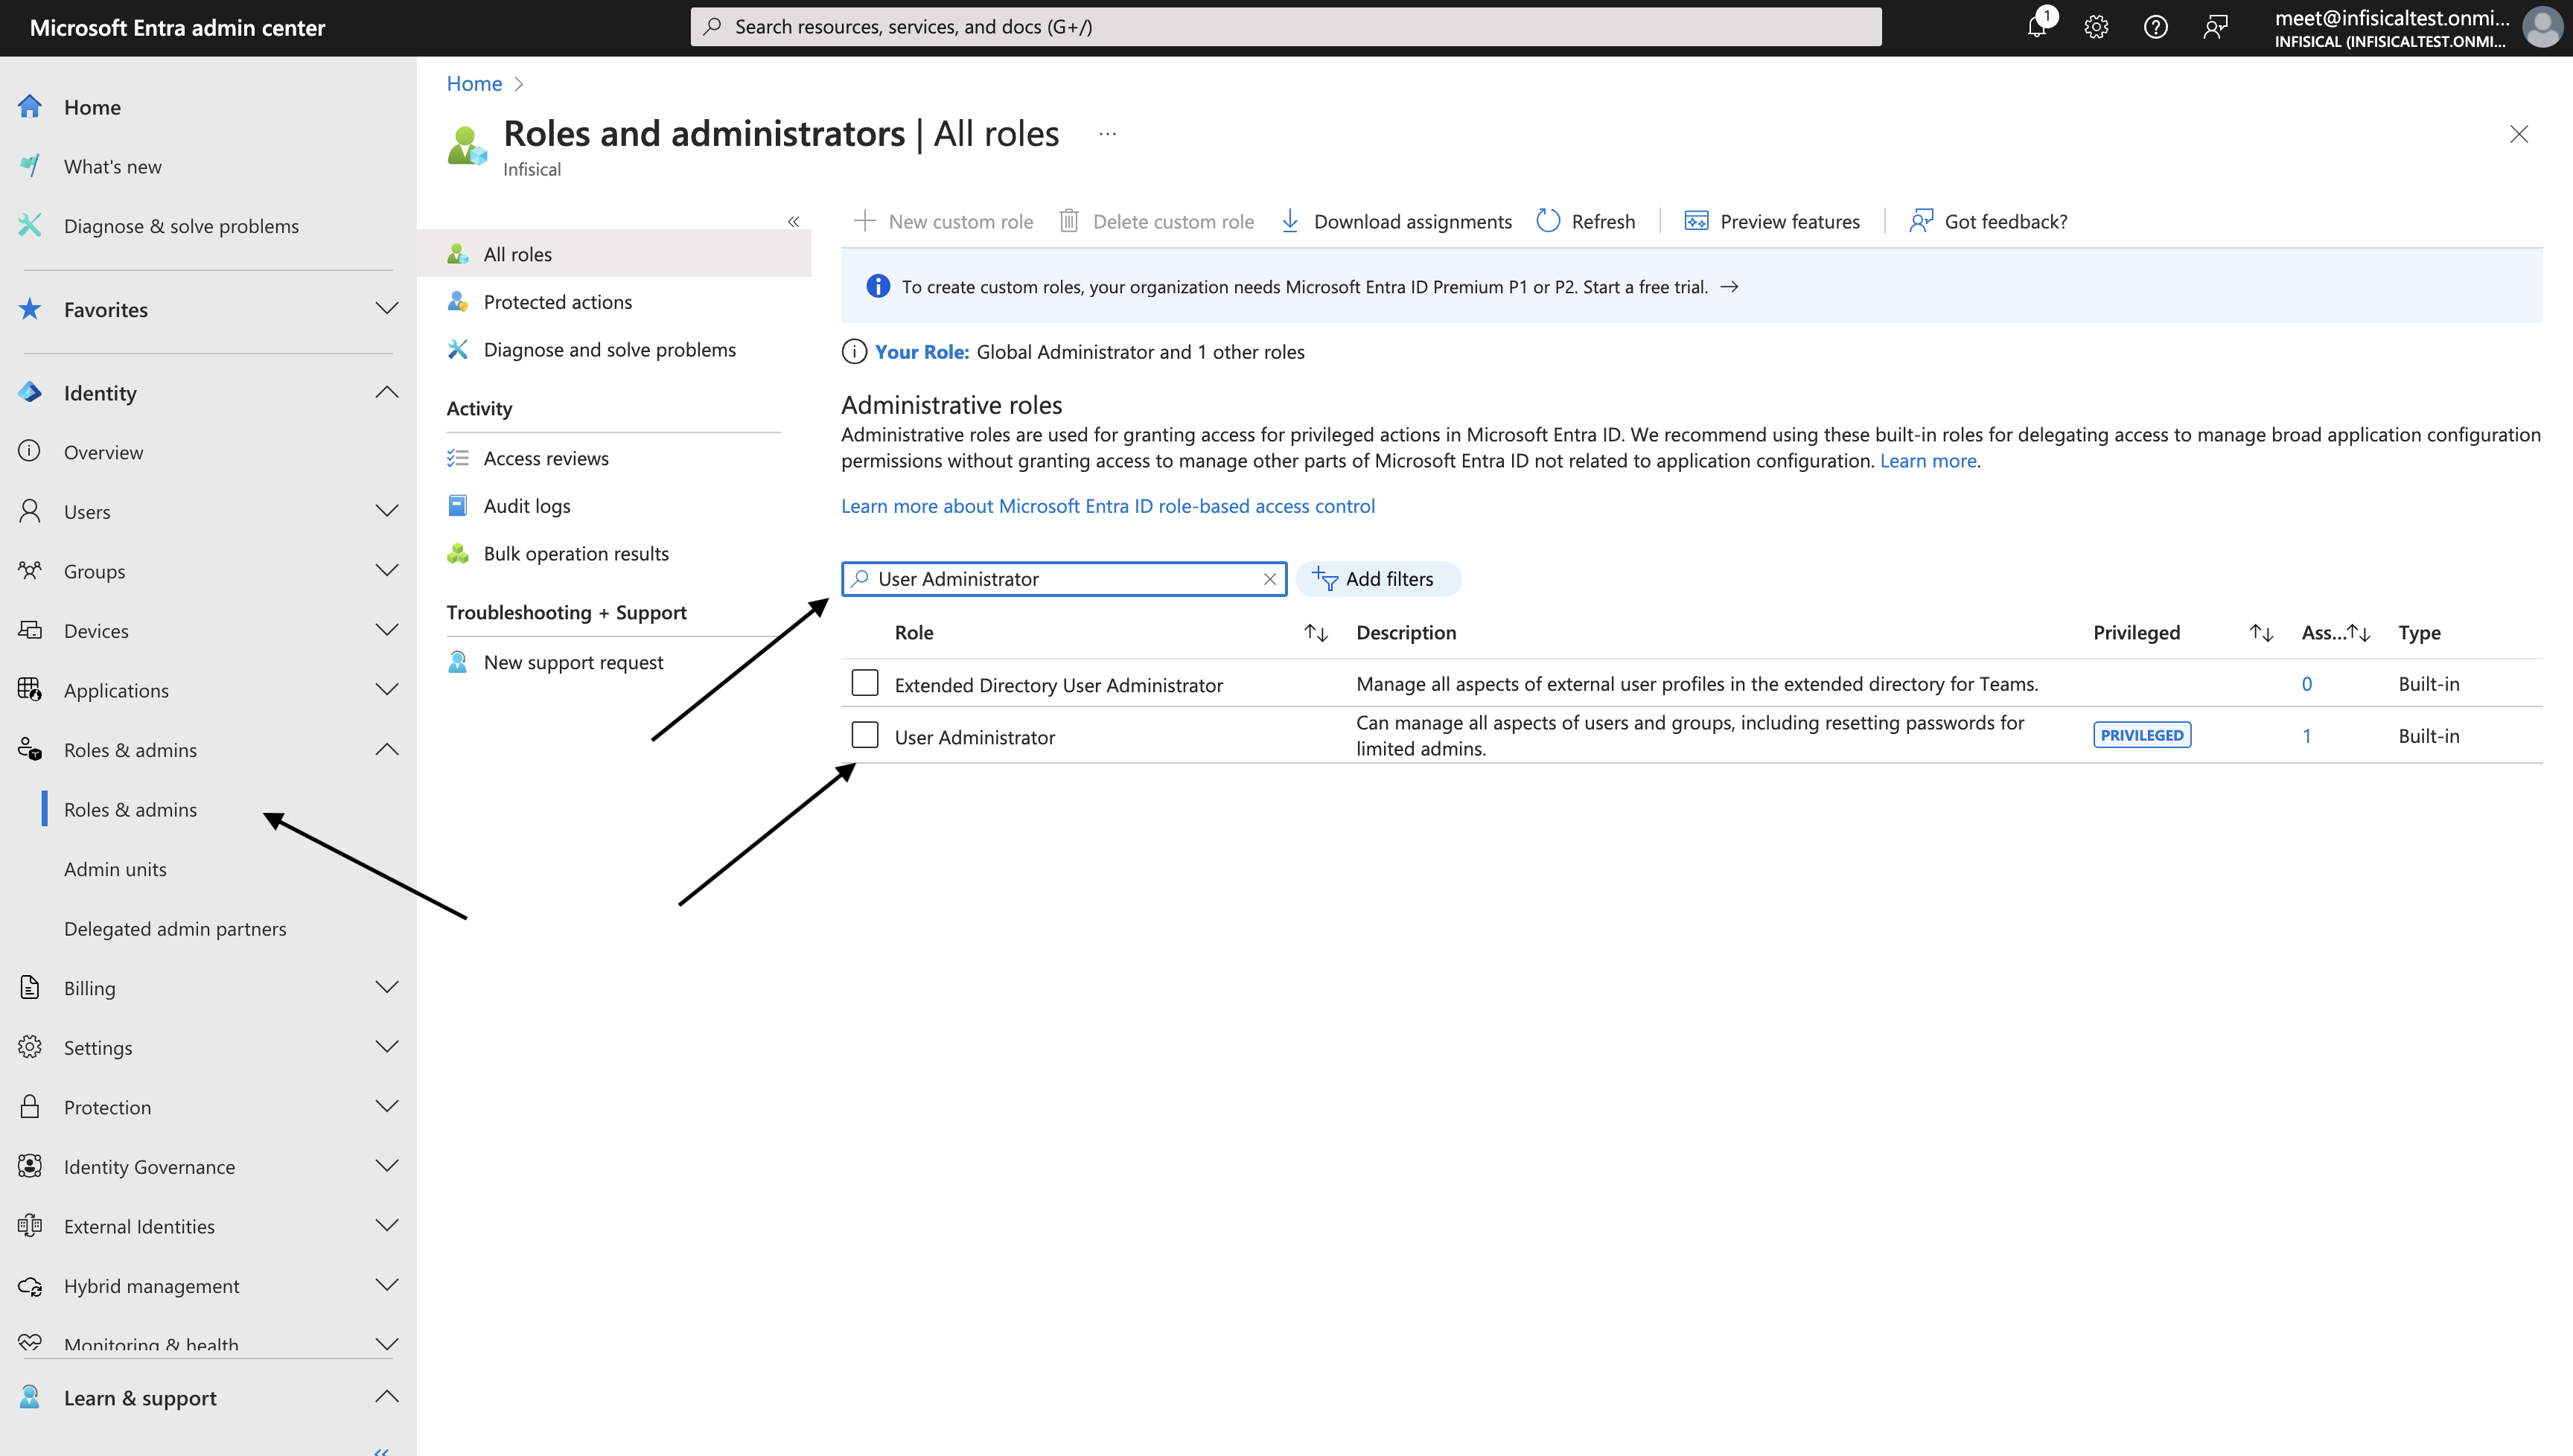 Microsoft Entra admin center
Search resources, services, and docs (G+/)
1
meet@infisicaltest.onmi...
INFISICAL (INFISICALTEST.ONMI...
Home
What's new
Diagnose & solve problems
Favorites
Identity
Overview
Users
Groups
Devices
Applications
Roles & admins
Roles & admins
Admin units
Delegated admin partners
Billing
Settings
Protection
Identity Governance
External Identities
Hybrid management
Monitoring & health
Learn & support
Home
Roles and administrators | All roles
...
Infisical
All roles
Protected actions
Diagnose and solve problems
Activity
Access reviews
Audit logs
Bulk operation results
Troubleshooting + Support
New support request
New custom role
Delete custom role
Download assignments
Refresh
Preview features
Got feedback?
To create custom roles, your organization needs Microsoft Entra ID Premium P1 or P2. Start a free trial. →
Your Role: Global Administrator and 1 other roles
Administrative roles
Administrative roles are used for granting access for privileged actions in Microsoft Entra ID. We recommend using these built-in roles for delegating access to manage broad application configuration
permissions without granting access to manage other parts of Microsoft Entra ID not related to application configuration. Learn more.
Learn more about Microsoft Entra ID role-based access control
User Administrator
Add filters
Role Description Privileged Ass... Type
Extended Directory User Administrator Manage all aspects of external user profiles in the extended directory for Teams. 0 Built-in
User Administrator Can manage all aspects of users and groups, including resetting passwords for
limited admins. PRIVILEGED 1 Built-in